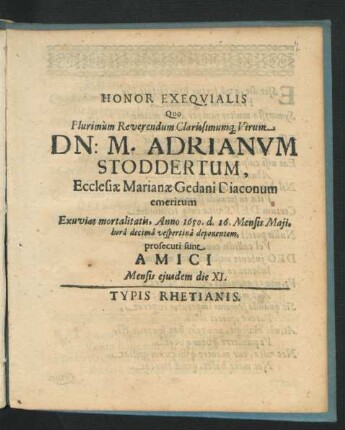 HONOR EXEQVIALIS
Quo
Plurimùm Reverendum Clarissimumq; Virum
DN: M. ADRIANVM
STODDERTUM,
Ecclesiæ Marianæ Gedani Diaconum
emeritum
Exuvias mortalitatis, Anno 1650. d. 16. Mensis Maji,
horâ decimâ vespertinâ deponentem,
prosecuti sunt
AMICI
Mensis ejusdem die XI.
TYPIS RHETIANIS.